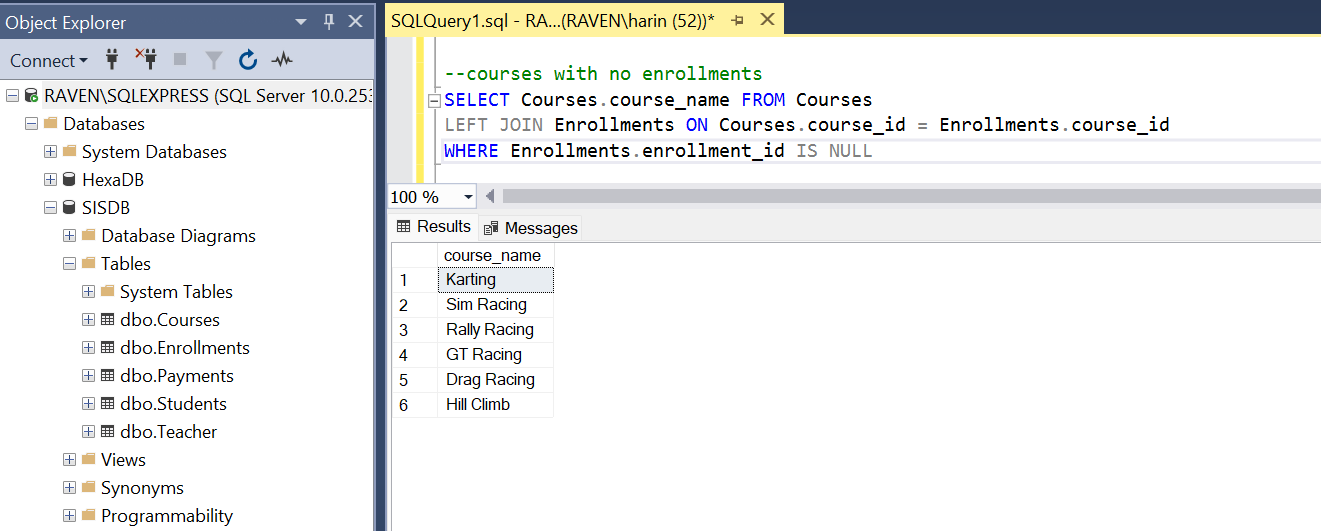 Object Explorer
Connect
RAVEN\SQLEXPRESS (SQL Server 10.0.253
Databases
System Databases
HexaDB
SISDB
Database Diagrams
Tables
System Tables
dbo.Courses
dbo.Enrollments
dbo.Payments
dbo.Students
dbo.Teacher
Views
Synonyms
Programmability
SQLQuery1.sql - RA...(RAVEN\harin (52))*
--courses with no enrollments
SELECT Courses.course_name FROM Courses
LEFT JOIN Enrollments ON Courses.course_id = Enrollments.course_id
WHERE Enrollments.enrollment_id IS NULL
100 %
Results Messages
course_name
1 Karting
2 Sim Racing
3 Rally Racing
4 GT Racing
5 Drag Racing
6 Hill Climb